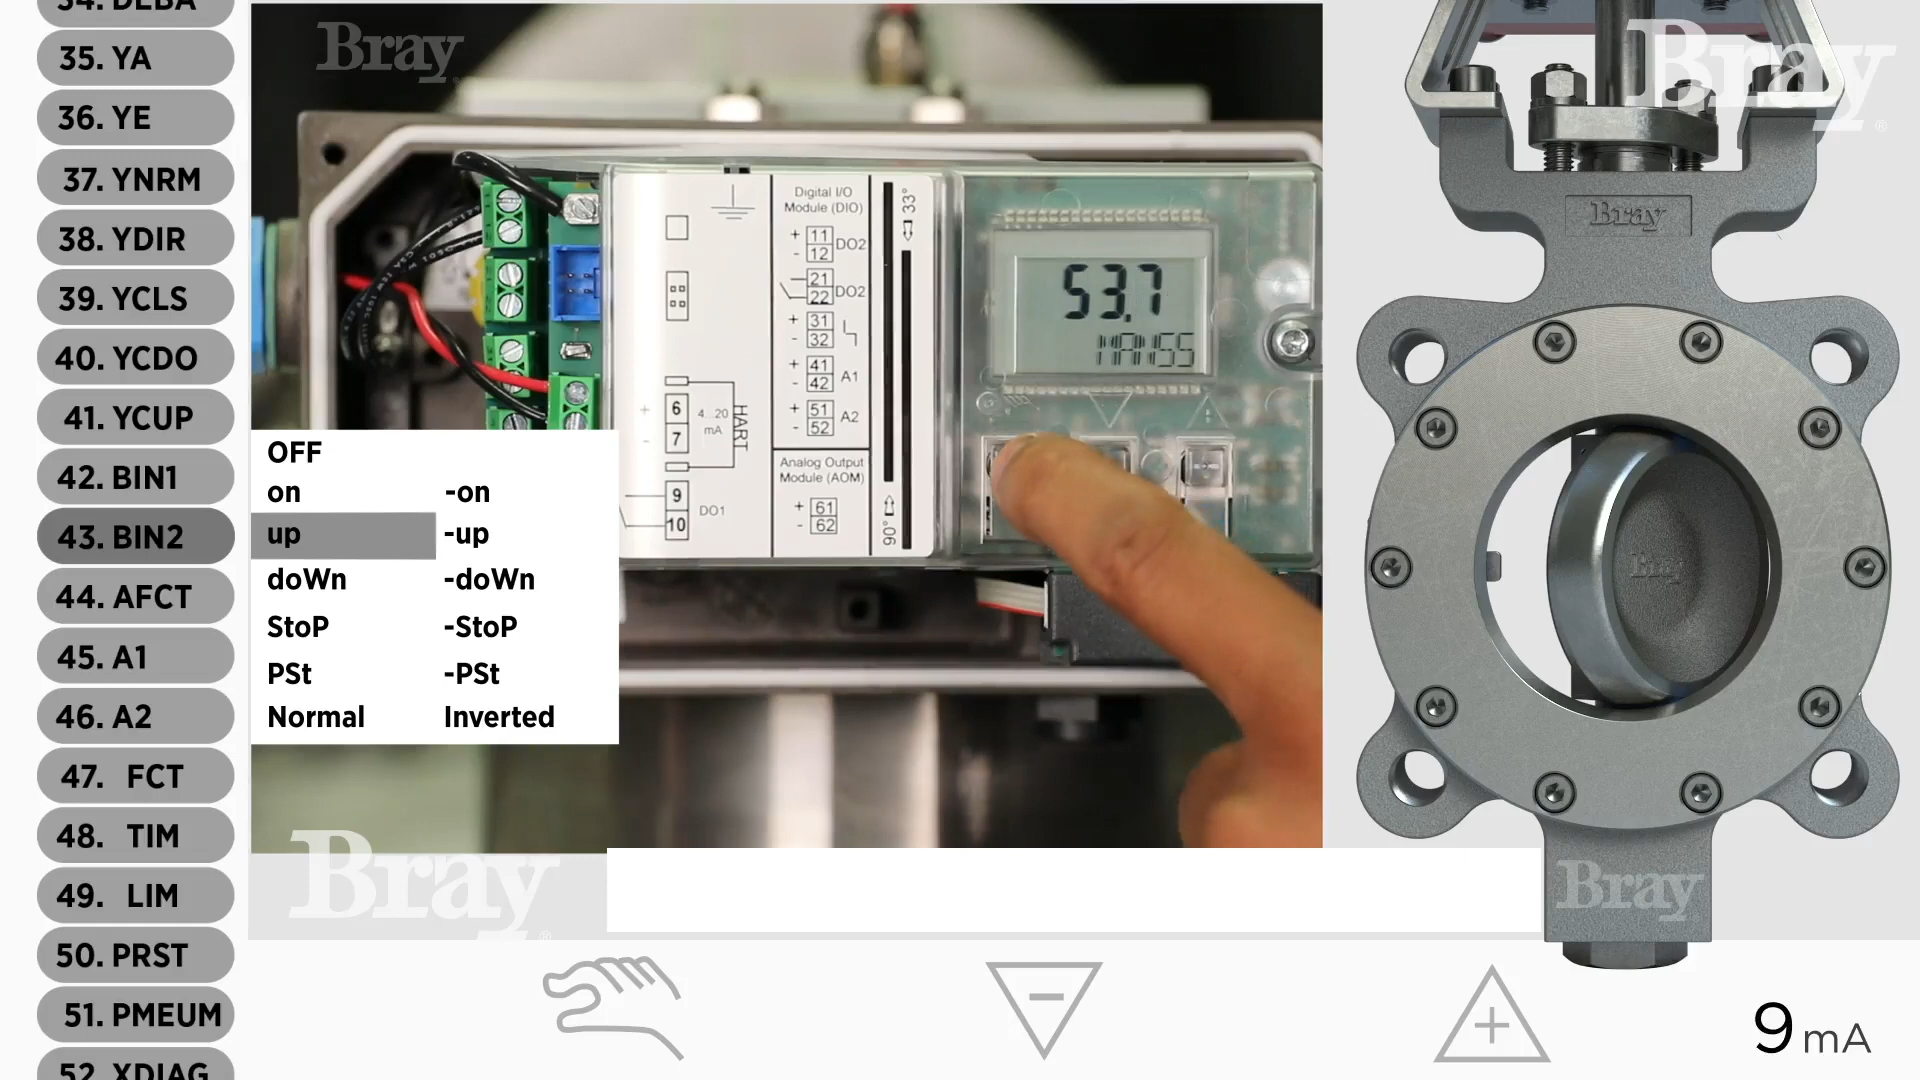 34. DEBA
35. YA
36. YE
37. YNRM
38. YDIR
39. YCLS
40. YCDO
41. YCUP
42. BIN1
43. BIN2
44. AFCT
45. A1
46. A2
47. FCT
48. TIM
49. LIM
50. PRST
51. PMEUM
52. XDIAG
Bray
OFF
on -on
up -up
doWn -doWn
StoP -StoP
PSt -PSt
Normal Inverted
+ 6
- 7
4...20
mA
HART
9
10
DO1
Digital I/O
Module (DIO)
+ 11
- 12
DO2
21
22
DO2
+ 31
- 32
+ 41
- 42
A1
+ 51
- 52
A2
Analog Output
Module (AOM)
+ 61
- 62
33°
90°
53.7
MAN55
Bray®
Bray
Bray
Bray
Bray®
9 mA